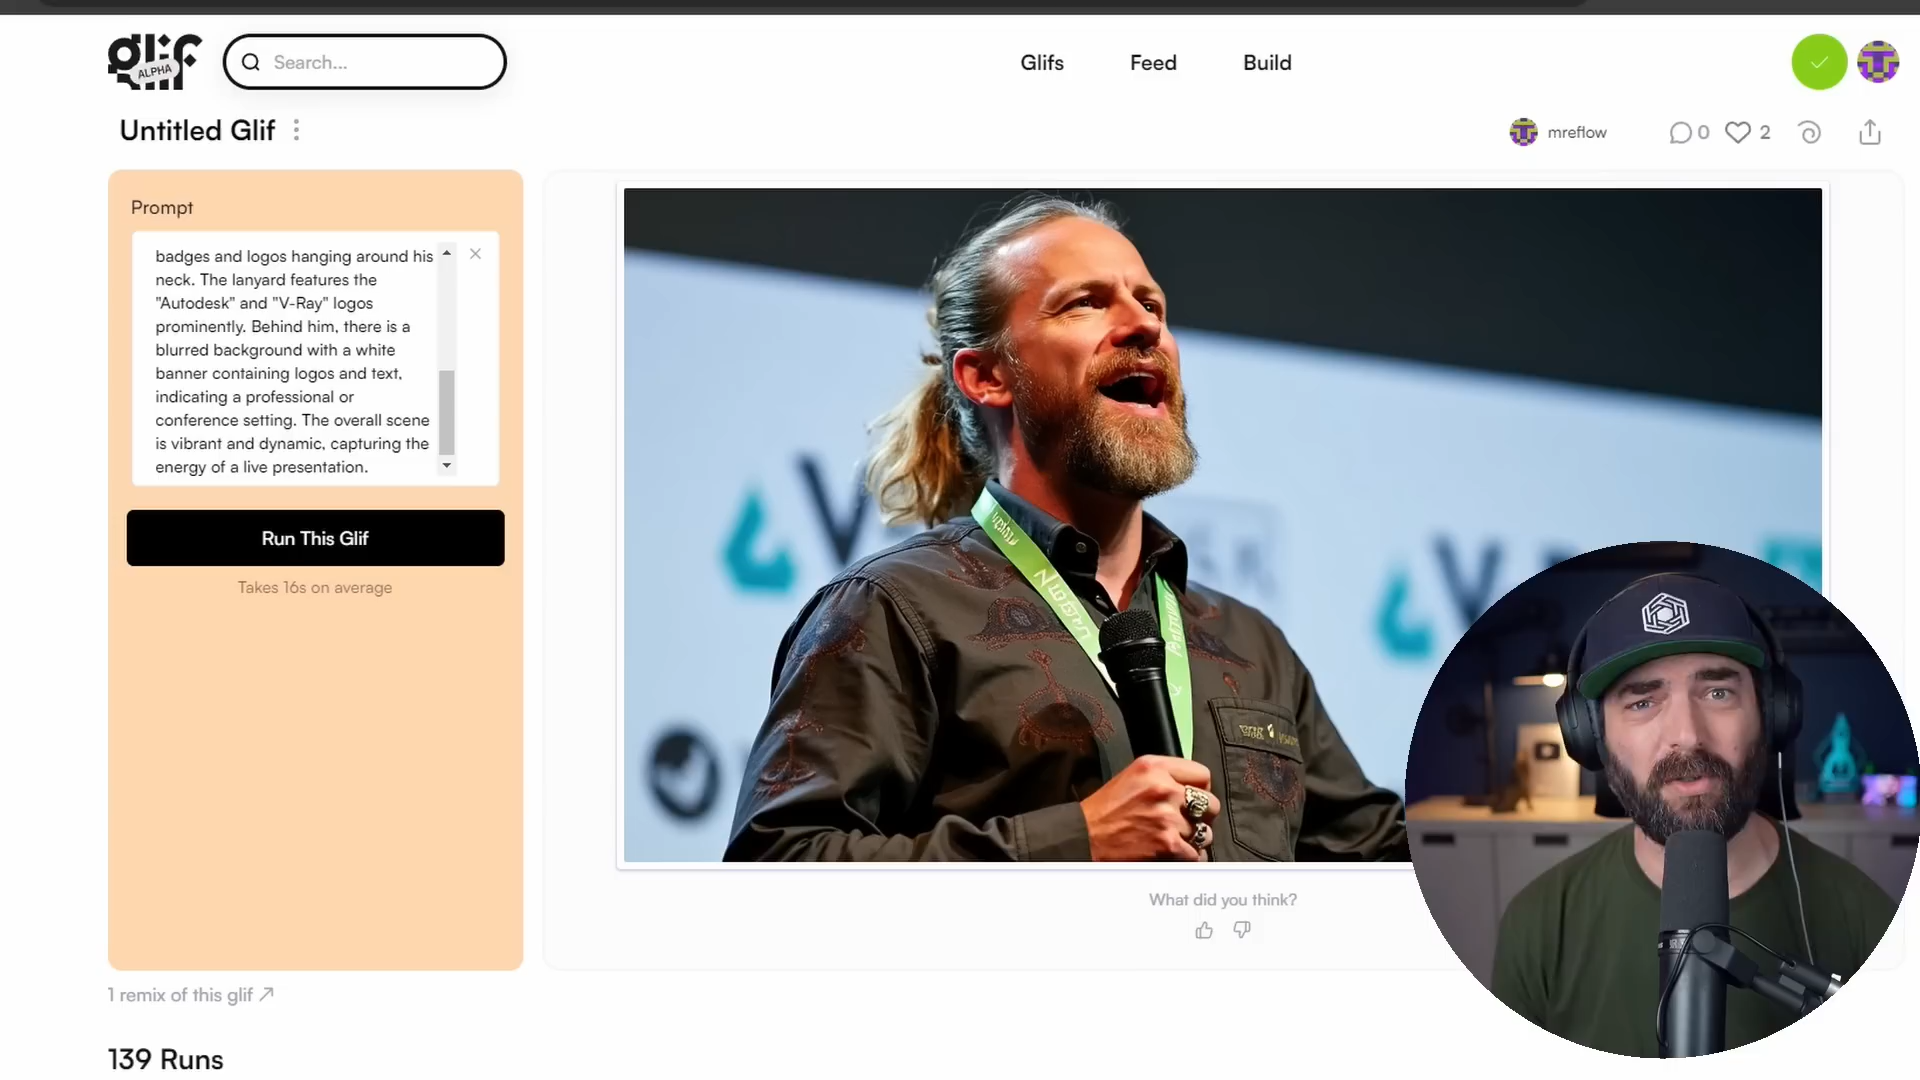 glif
ALPHA
Search...
Glifs
Feed
Build
Untitled Glif
mreflow
0
2
Prompt
badges and logos hanging around his
neck. The lanyard features the
"Autodesk" and "V-Ray" logos
prominently. Behind him, there is a
blurred background with a white
banner containing logos and text,
indicating a professional or
conference setting. The overall scene
is vibrant and dynamic, capturing the
energy of a live presentation.
Run This Glif
Takes 16s on average
What did you think?
1 remix of this glif
139 Runs